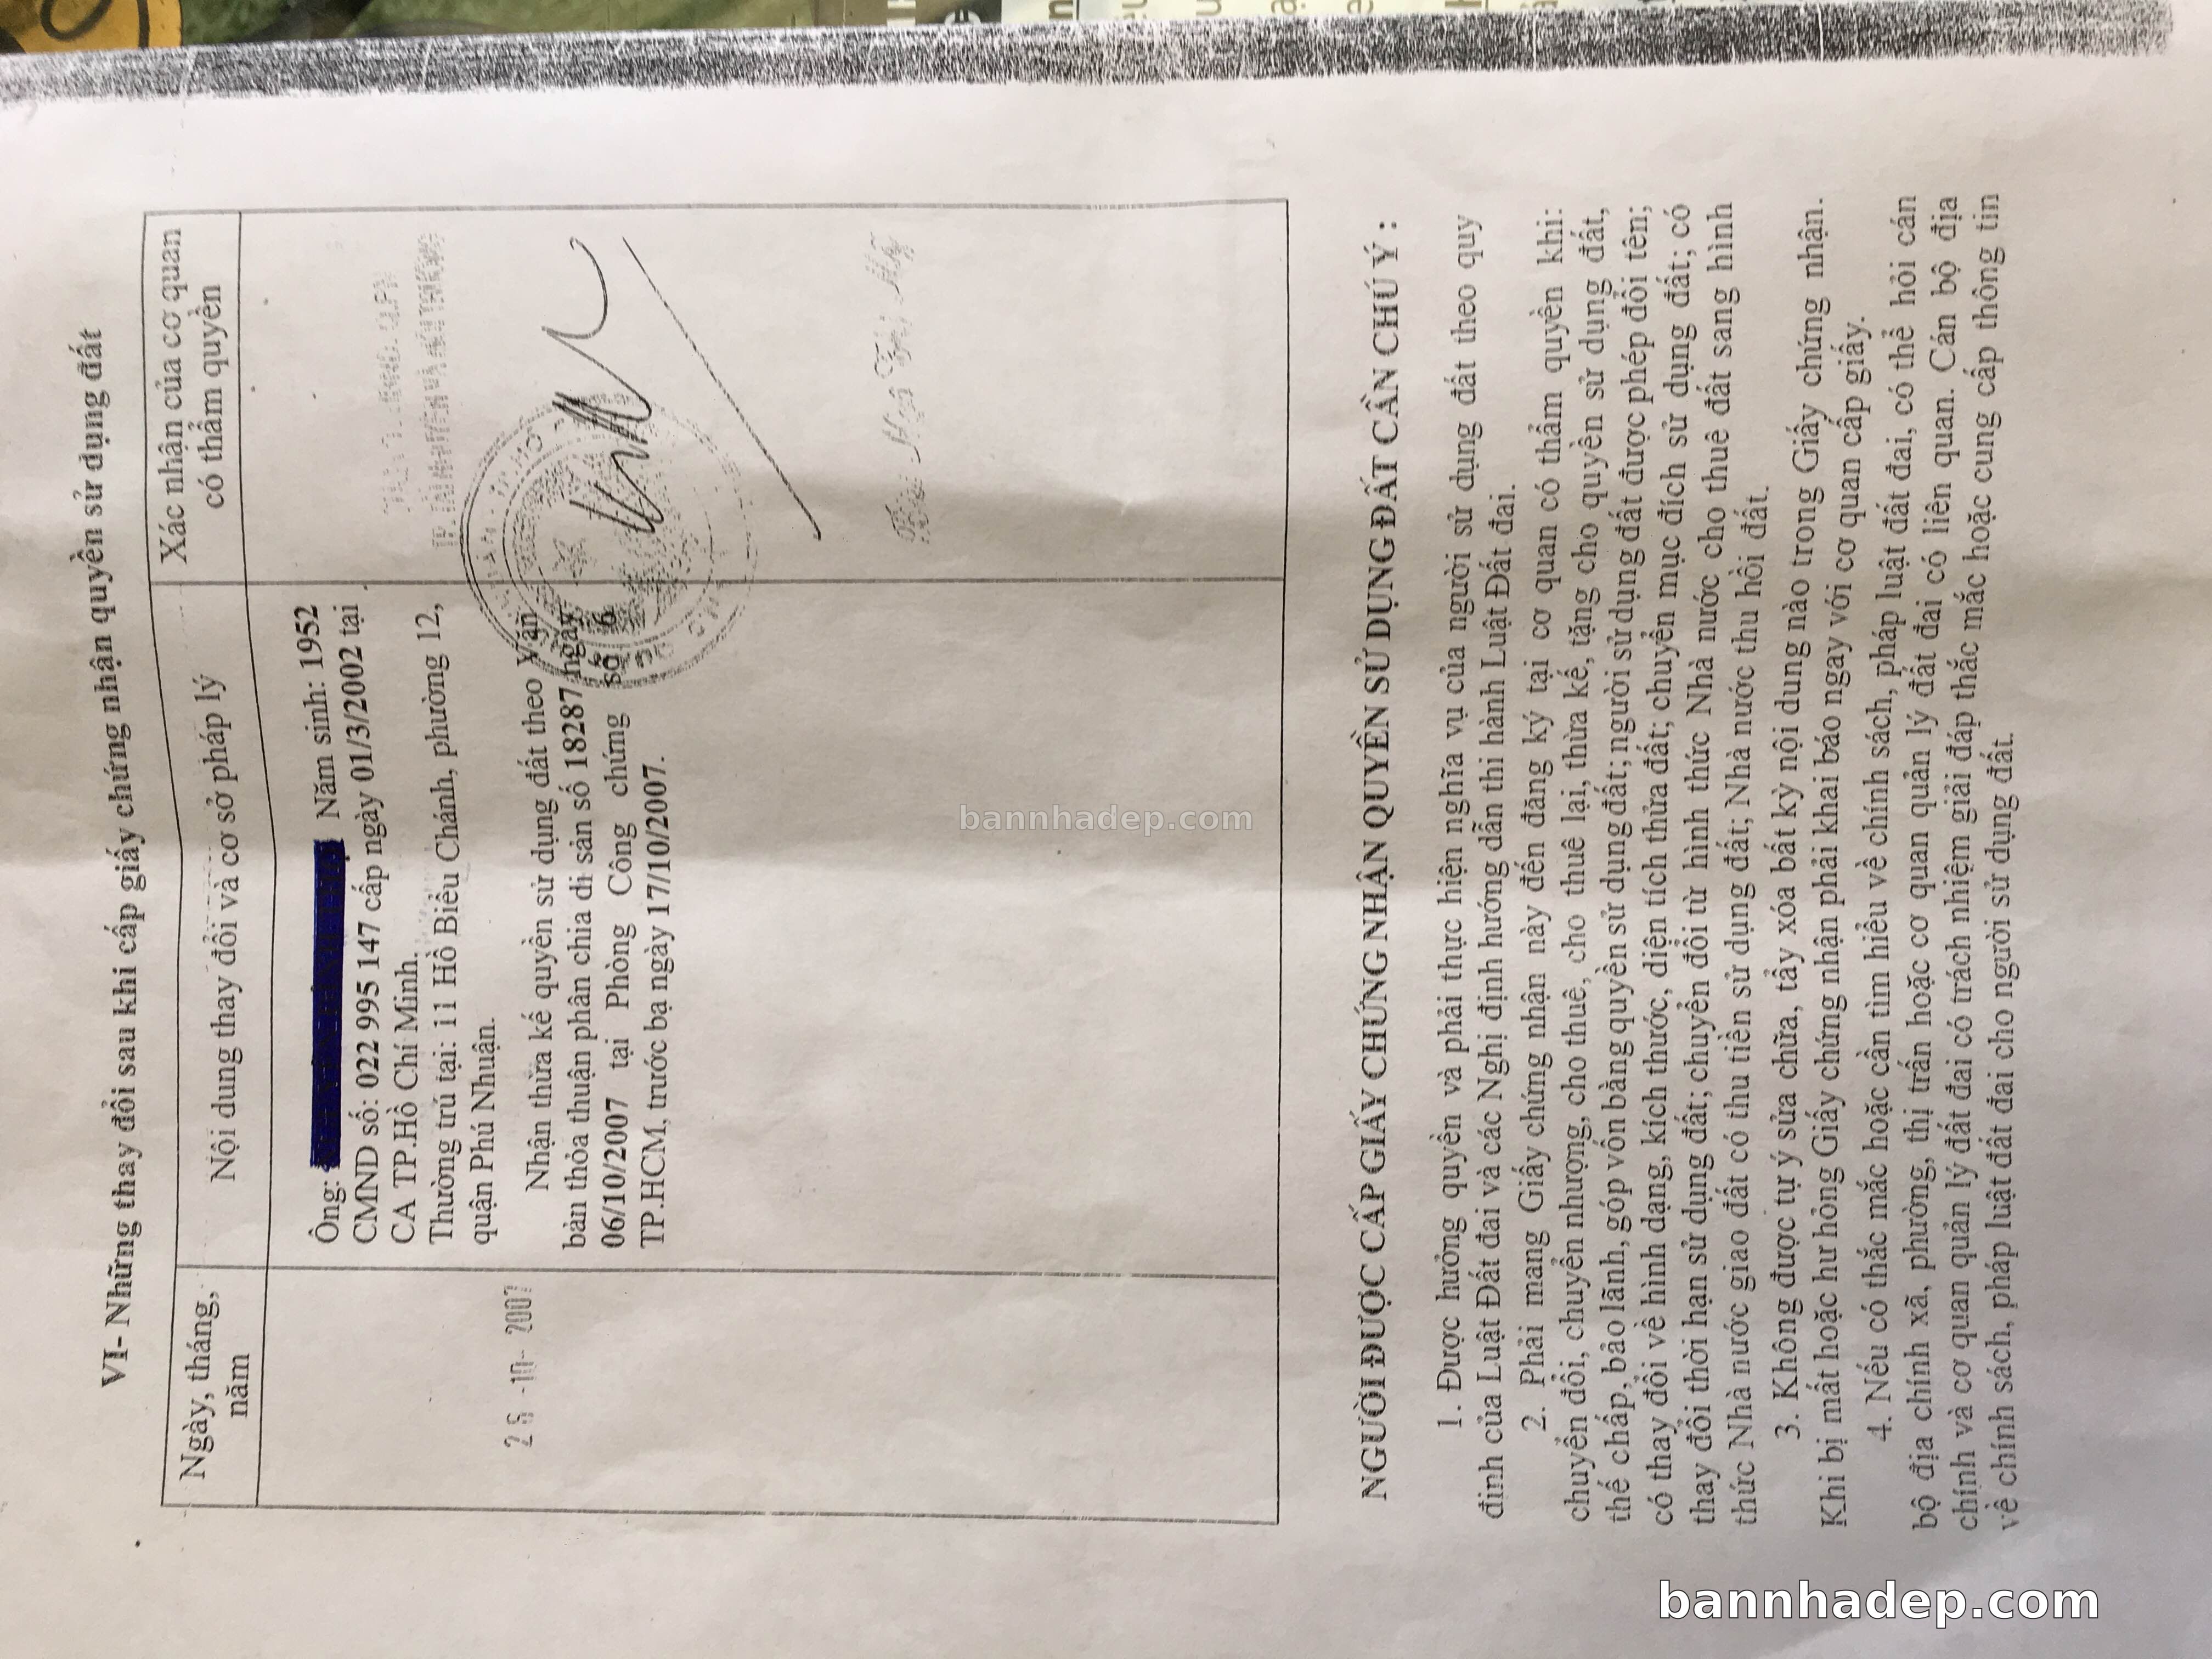 VI- Những thay đổi sau khi cấp giấy chứng nhận quyền sử dụng đất
Ngày, tháng,
năm
Nội dung thay đổi và cơ sở pháp lý
Xác nhận của cơ quan
có thẩm quyền
26 -10- 2007
Ông: Năm sinh: 1952
CMND số: 022 995 147 cấp ngày 01/3/2002 tại
CA TP.Hồ Chí Minh.
Thường trú tại: 11 Hồ Biểu Chánh, phường 12,
quận Phú Nhuận.
Nhận thừa kế quyền sử dụng đất theo Văn
bản thỏa thuận phân chia di sản số 18287 ngày
06/10/2007 tại Phòng Công chứng số 6
TP.HCM, trước bạ ngày 17/10/2007.
NGƯỜI ĐƯỢC CẤP GIẤY CHỨNG NHẬN QUYỀN SỬ DỤNG ĐẤT CẦN CHÚ Ý :
1. Được hưởng quyền và phải thực hiện nghĩa vụ của người sử dụng đất theo quy
định của Luật Đất đai và các Nghị định hướng dẫn thi hành Luật Đất đai.
2. Phải mang Giấy chứng nhận này đến đăng ký tại cơ quan có thẩm quyền khi:
chuyển đổi, chuyển nhượng, cho thuê, cho thuê lại, thừa kế, tặng cho quyền sử dụng đất,
thế chấp, bảo lãnh, góp vốn bằng quyền sử dụng đất; người sử dụng đất được phép đổi tên;
có thay đổi về hình dạng, kích thước, diện tích thửa đất; chuyển mục đích sử dụng đất; có
thay đổi thời hạn sử dụng đất; chuyển đổi từ hình thức Nhà nước cho thuê đất sang hình
thức Nhà nước giao đất có thu tiền sử dụng đất; Nhà nước thu hồi đất.
3. Không được tự ý sửa chữa, tẩy xóa bất kỳ nội dung nào trong Giấy chứng nhận.
Khi bị mất hoặc hư hỏng Giấy chứng nhận phải khai báo ngay với cơ quan cấp giấy.
4. Nếu có thắc mắc hoặc cần tìm hiểu về chính sách, pháp luật đất đai, có thể hỏi cán
bộ địa chính xã, phường, thị trấn hoặc cơ quan quản lý đất đai có liên quan. Cán bộ địa
chính và cơ quan quản lý đất đai có trách nhiệm giải đáp thắc mắc hoặc cung cấp thông tin
về chính sách, pháp luật đất đai cho người sử dụng đất.
bannhadep.com
bannhadep.com